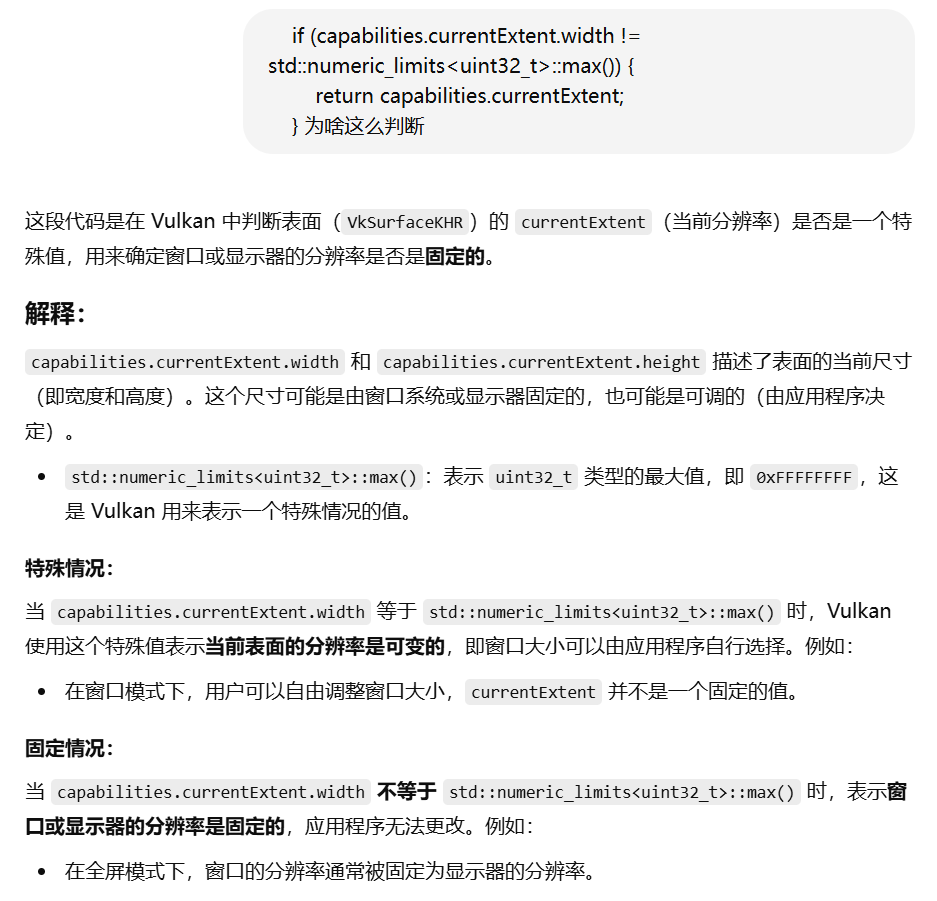 if (capabilities.currentExtent.width !=
std::numeric_limits<uint32_t>::max()) {
return capabilities.currentExtent;
} 为啥这么判断
这段代码是在 Vulkan 中判断表面（VkSurfaceKHR）的 currentExtent（当前分辨率）是否是一个特
殊值，用来确定窗口或显示器的分辨率是否是固定的。
解释：
capabilities.currentExtent.width 和 capabilities.currentExtent.height 描述了表面的当前尺寸
（即宽度和高度）。这个尺寸可能是由窗口系统或显示器固定的，也可能是可调的（由应用程序决
定）。
• std::numeric_limits<uint32_t>::max()：表示 uint32_t 类型的最大值，即 0xFFFFFFFF，这
是 Vulkan 用来表示一个特殊情况的值。
特殊情况：
当 capabilities.currentExtent.width 等于 std::numeric_limits<uint32_t>::max() 时，Vulkan
使用这个特殊值表示当前表面的分辨率是可变的，即窗口大小可以由应用程序自行选择。例如：
• 在窗口模式下，用户可以自由调整窗口大小，currentExtent 并不是一个固定的值。
固定情况：
当 capabilities.currentExtent.width 不等于 std::numeric_limits<uint32_t>::max() 时，表示窗
口或显示器的分辨率是固定的，应用程序无法更改。例如：
• 在全屏模式下，窗口的分辨率通常被固定为显示器的分辨率。